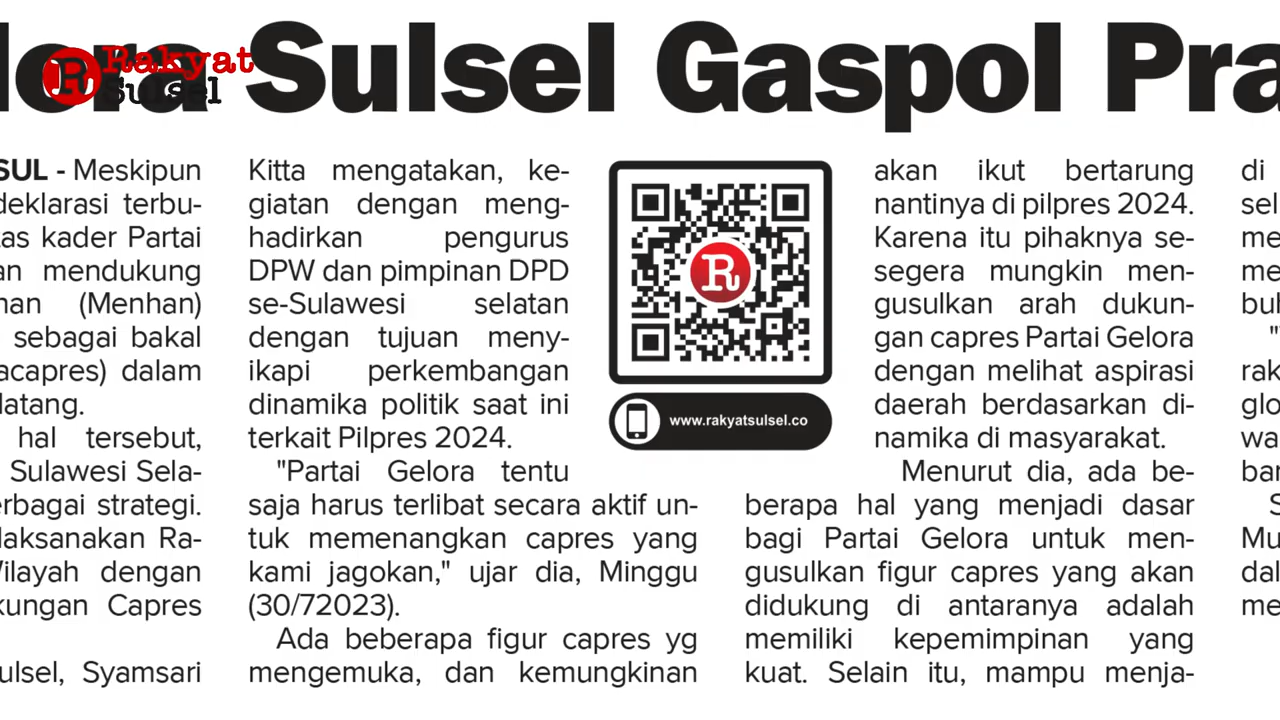 Rakyat
Sulsel
lora Sulsel Gaspol Pra
SUL - Meskipun
deklarasi terbu-
tas kader Partai
an mendukung
han (Menhan)
sebagai bakal
acapres) dalam
latang.
hal tersebut,
Sulawesi Sela-
erbagai strategi.
laksanakan Ra-
Wilayah dengan
kungan Capres
ulsel, Syamsari
Kitta mengatakan, ke-
giatan dengan meng-
hadirkan pengurus
DPW dan pimpinan DPD
se-Sulawesi selatan
dengan tujuan meny-
ikapi perkembangan
dinamika politik saat ini
terkait Pilpres 2024.
"Partai Gelora tentu
saja harus terlibat secara aktif un-
tuk memenangkan capres yang
kami jagokan," ujar dia, Minggu
(30/72023).
Ada beberapa figur capres yg
mengemuka, dan kemungkinan
R
www.rakyatsulsel.co
akan ikut bertarung
nantinya di pilpres 2024.
Karena itu pihaknya se-
segera mungkin men-
gusulkan arah dukun-
gan capres Partai Gelora
dengan melihat aspirasi
daerah berdasarkan di-
namika di masyarakat.
Menurut dia, ada be-
berapa hal yang menjadi dasar
bagi Partai Gelora untuk men-
gusulkan figur capres yang akan
didukung di antaranya adalah
memiliki kepemimpinan yang
kuat. Selain itu, mampu menja-
di
sel
me
me
bul
"
rak
glo
wa
ban
S
Mu
dal
me